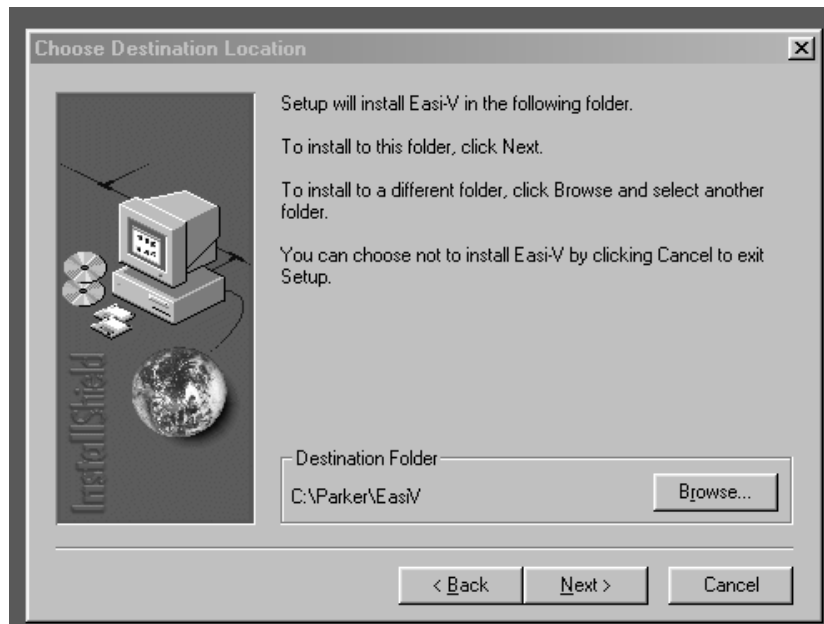 Choose Destination Location
Setup will install Easi-V in the following folder.
To install to this folder, click Next.
To install to a different folder, click Browse and select another
folder.
You can choose not to install Easi-V by clicking Cancel to exit
Setup.
InstallShield
Destination Folder
C:\Parker\EasiV
Browse...
< Back
Next >
Cancel